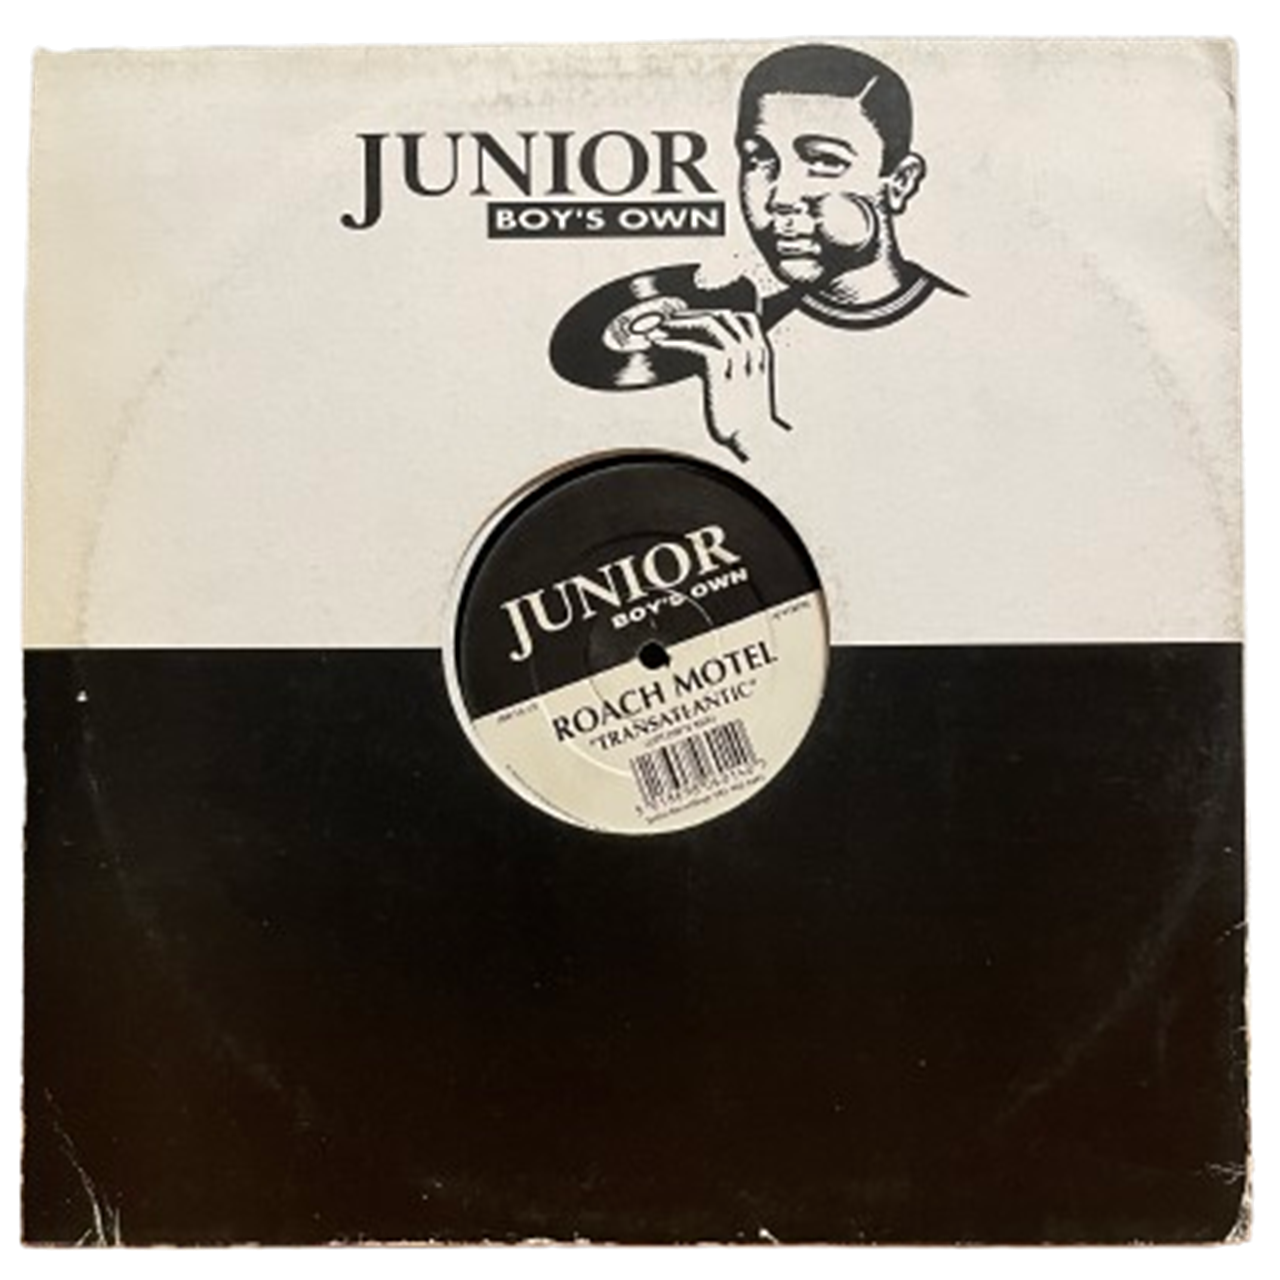 JUNIOR
BOY'S OWN
JUNIOR
BOY'S OWN
ROACH MOTEL
"TRANSATLANTIC"